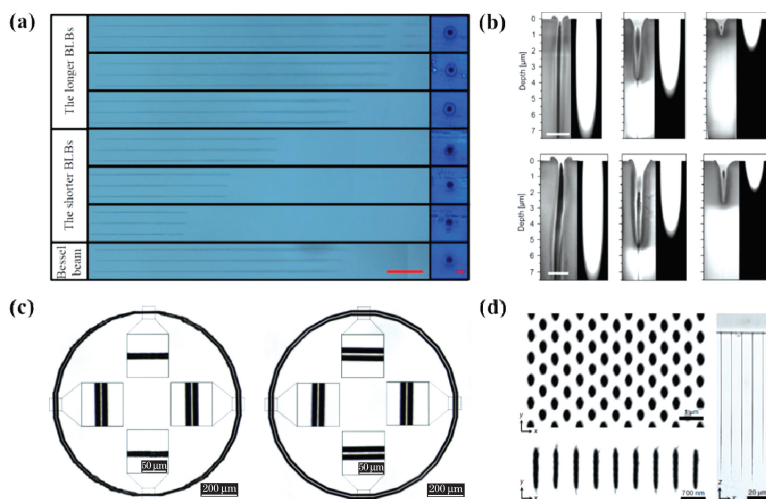 (a)
The longer BLBs
The shorter BLBs
Bessel
beam
(b)
Depth [μm]
0
1
2
3
4
5
6
7
Depth [μm]
0
1
2
3
4
5
6
7
(c)
50 μm
200 μm
50 μm
200 μm
(d)
y
x
5 μm
y
x
700 nm
z
20 μm